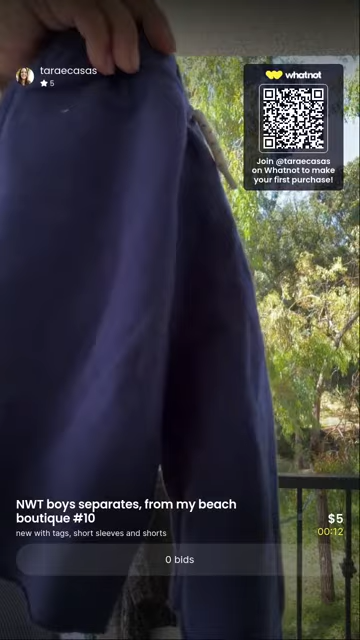 taraecasas
★ 5
whatnot
Join @taraecasas
on Whatnot to make
your first purchase!
NWT boys separates, from my beach
boutique #10
$5
new with tags, short sleeves and shorts
00:12
0 bids